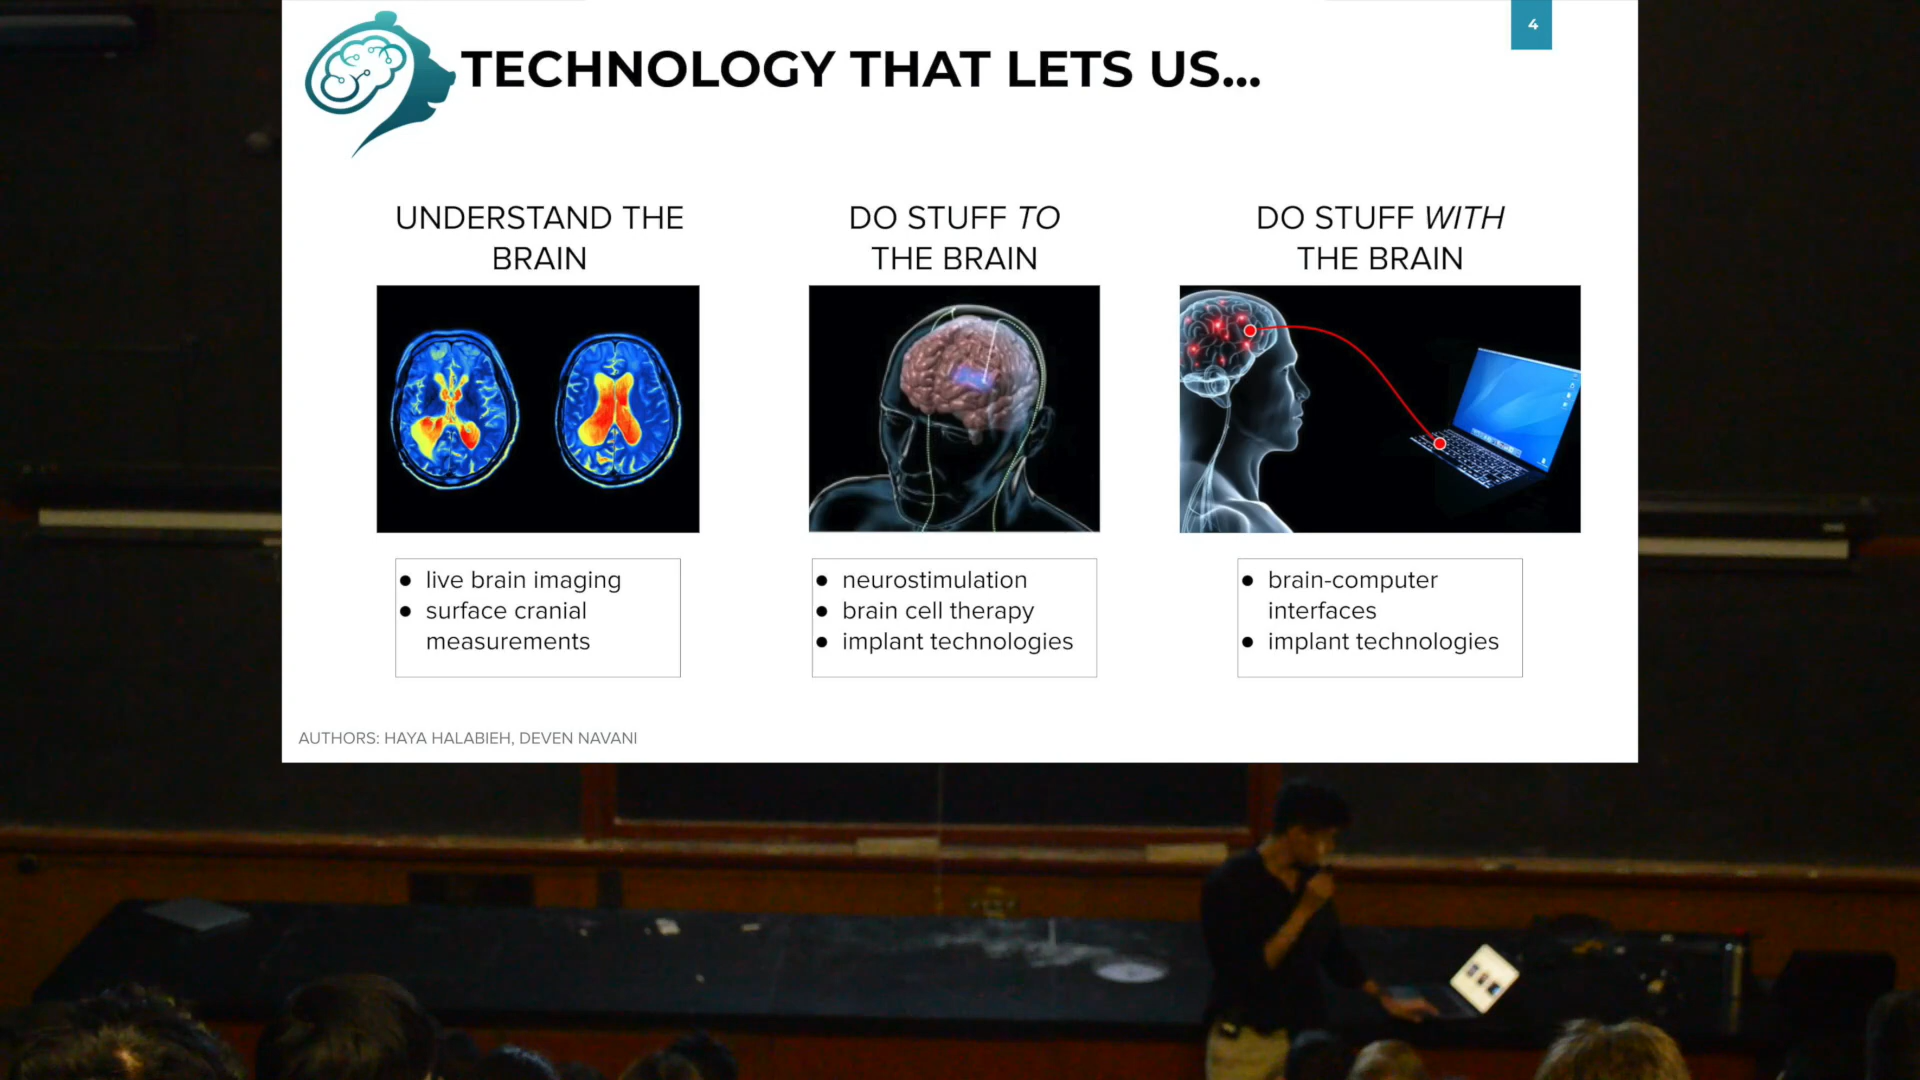 4
TECHNOLOGY THAT LETS US...
UNDERSTAND THE
BRAIN
DO STUFF TO
THE BRAIN
DO STUFF WITH
THE BRAIN
● live brain imaging
● surface cranial
measurements
● neurostimulation
● brain cell therapy
● implant technologies
● brain-computer
interfaces
● implant technologies
AUTHORS: HAYA HALABIEH, DEVEN NAVANI